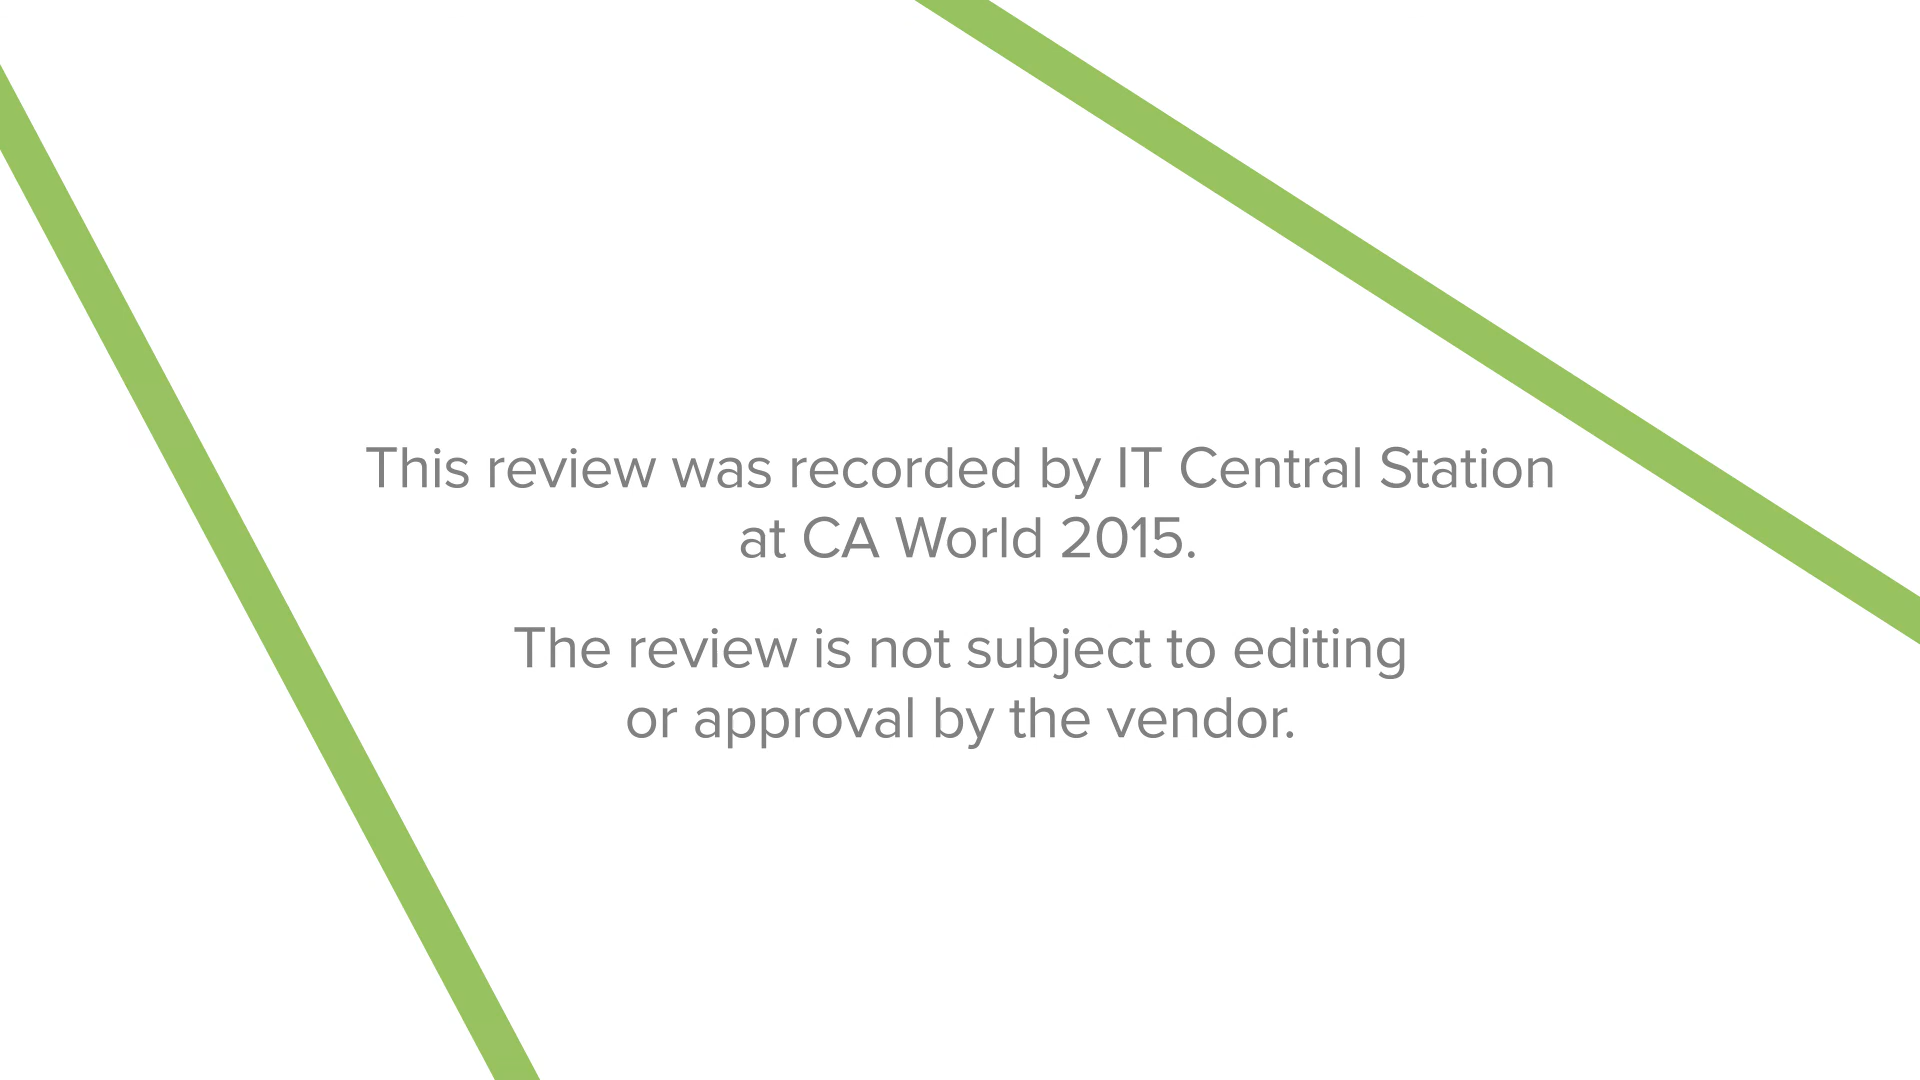 This review was recorded by IT Central Station
at CA World 2015.
The review is not subject to editing
or approval by the vendor.